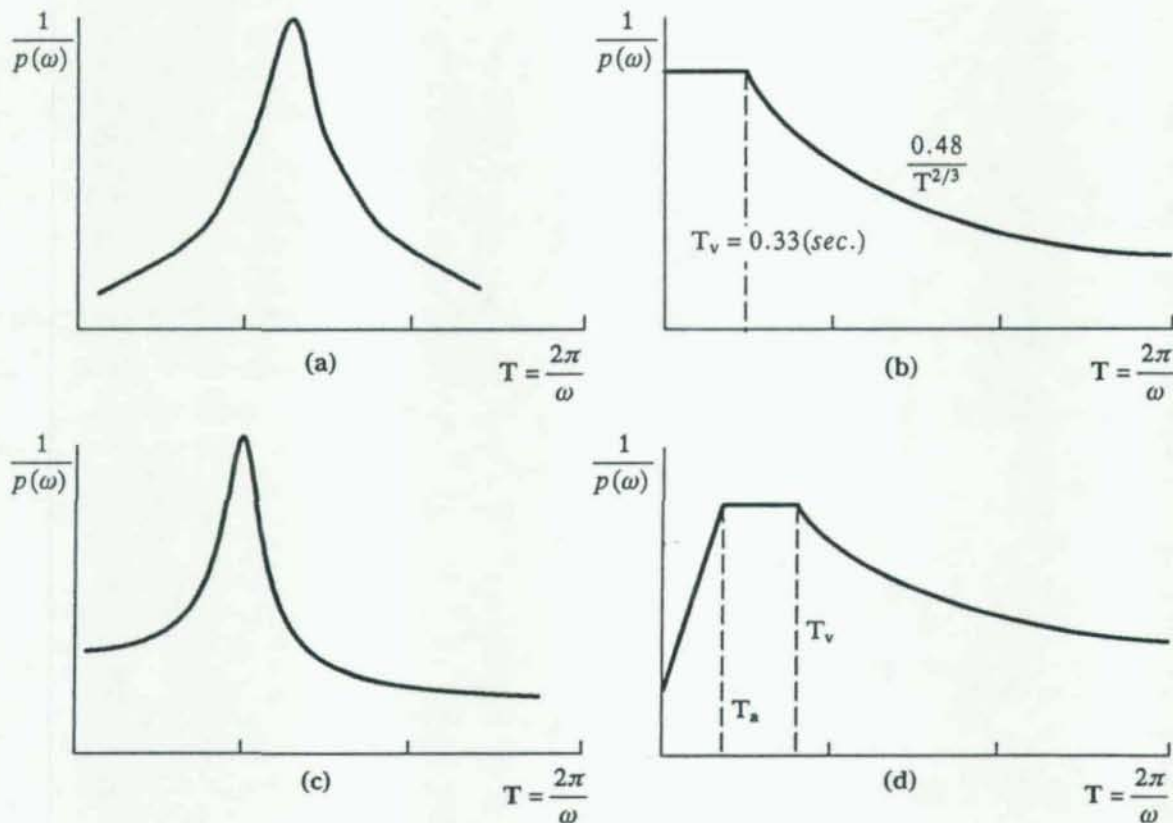 1
p(ω)
(a)
T = 2π
ω
1
p(ω)
0.48
T^{2/3}
T_v = 0.33(sec.)
(b)
T = 2π
ω
1
p(ω)
(c)
T = 2π
ω
1
p(ω)
T_v
T_a
(d)
T = 2π
ω